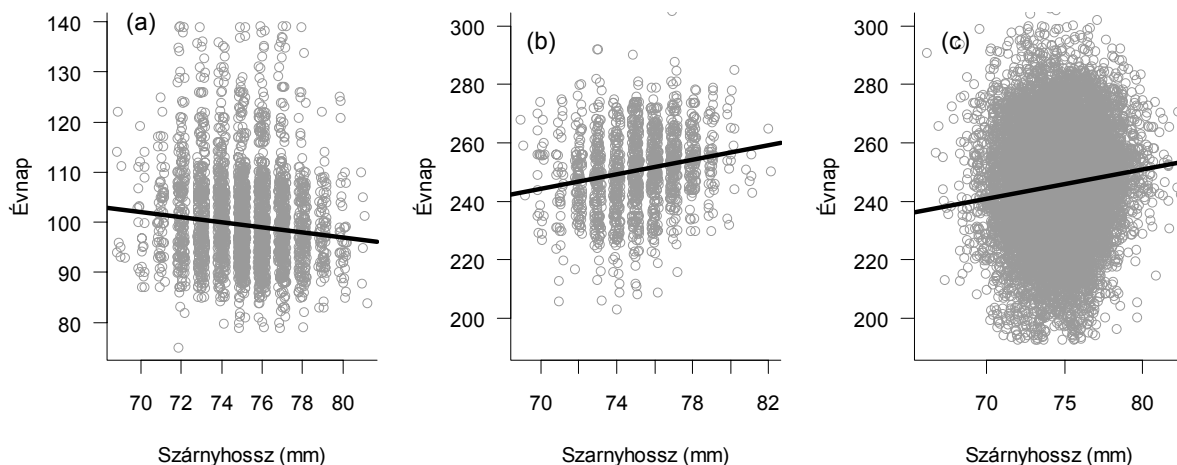 (a)
140
130
120
110
100
90
80
Évnap
70 72 74 76 78 80
Szárnyhossz (mm)
(b)
300
280
260
240
220
200
Évnap
70 74 78 82
Szarnyhossz (mm)
(c)
300
280
260
240
220
200
Évnap
70 75 80
Szárnyhossz (mm)